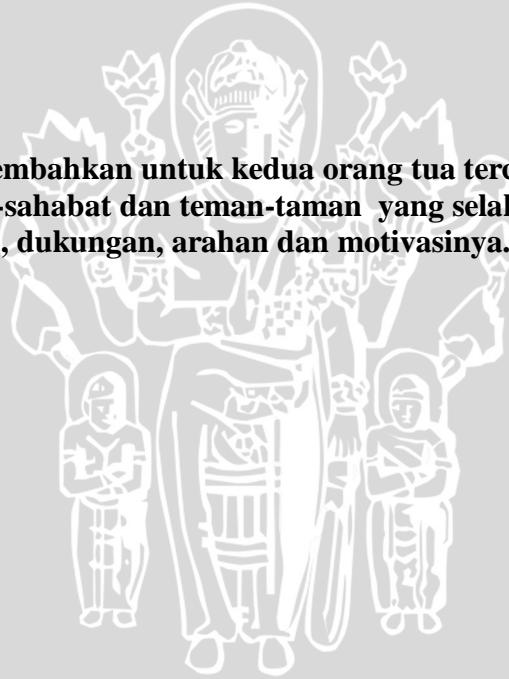 embahkan untuk kedua orang tua terc
-sahabat dan teman-taman yang selal
, dukungan, arahan dan motivasinya.